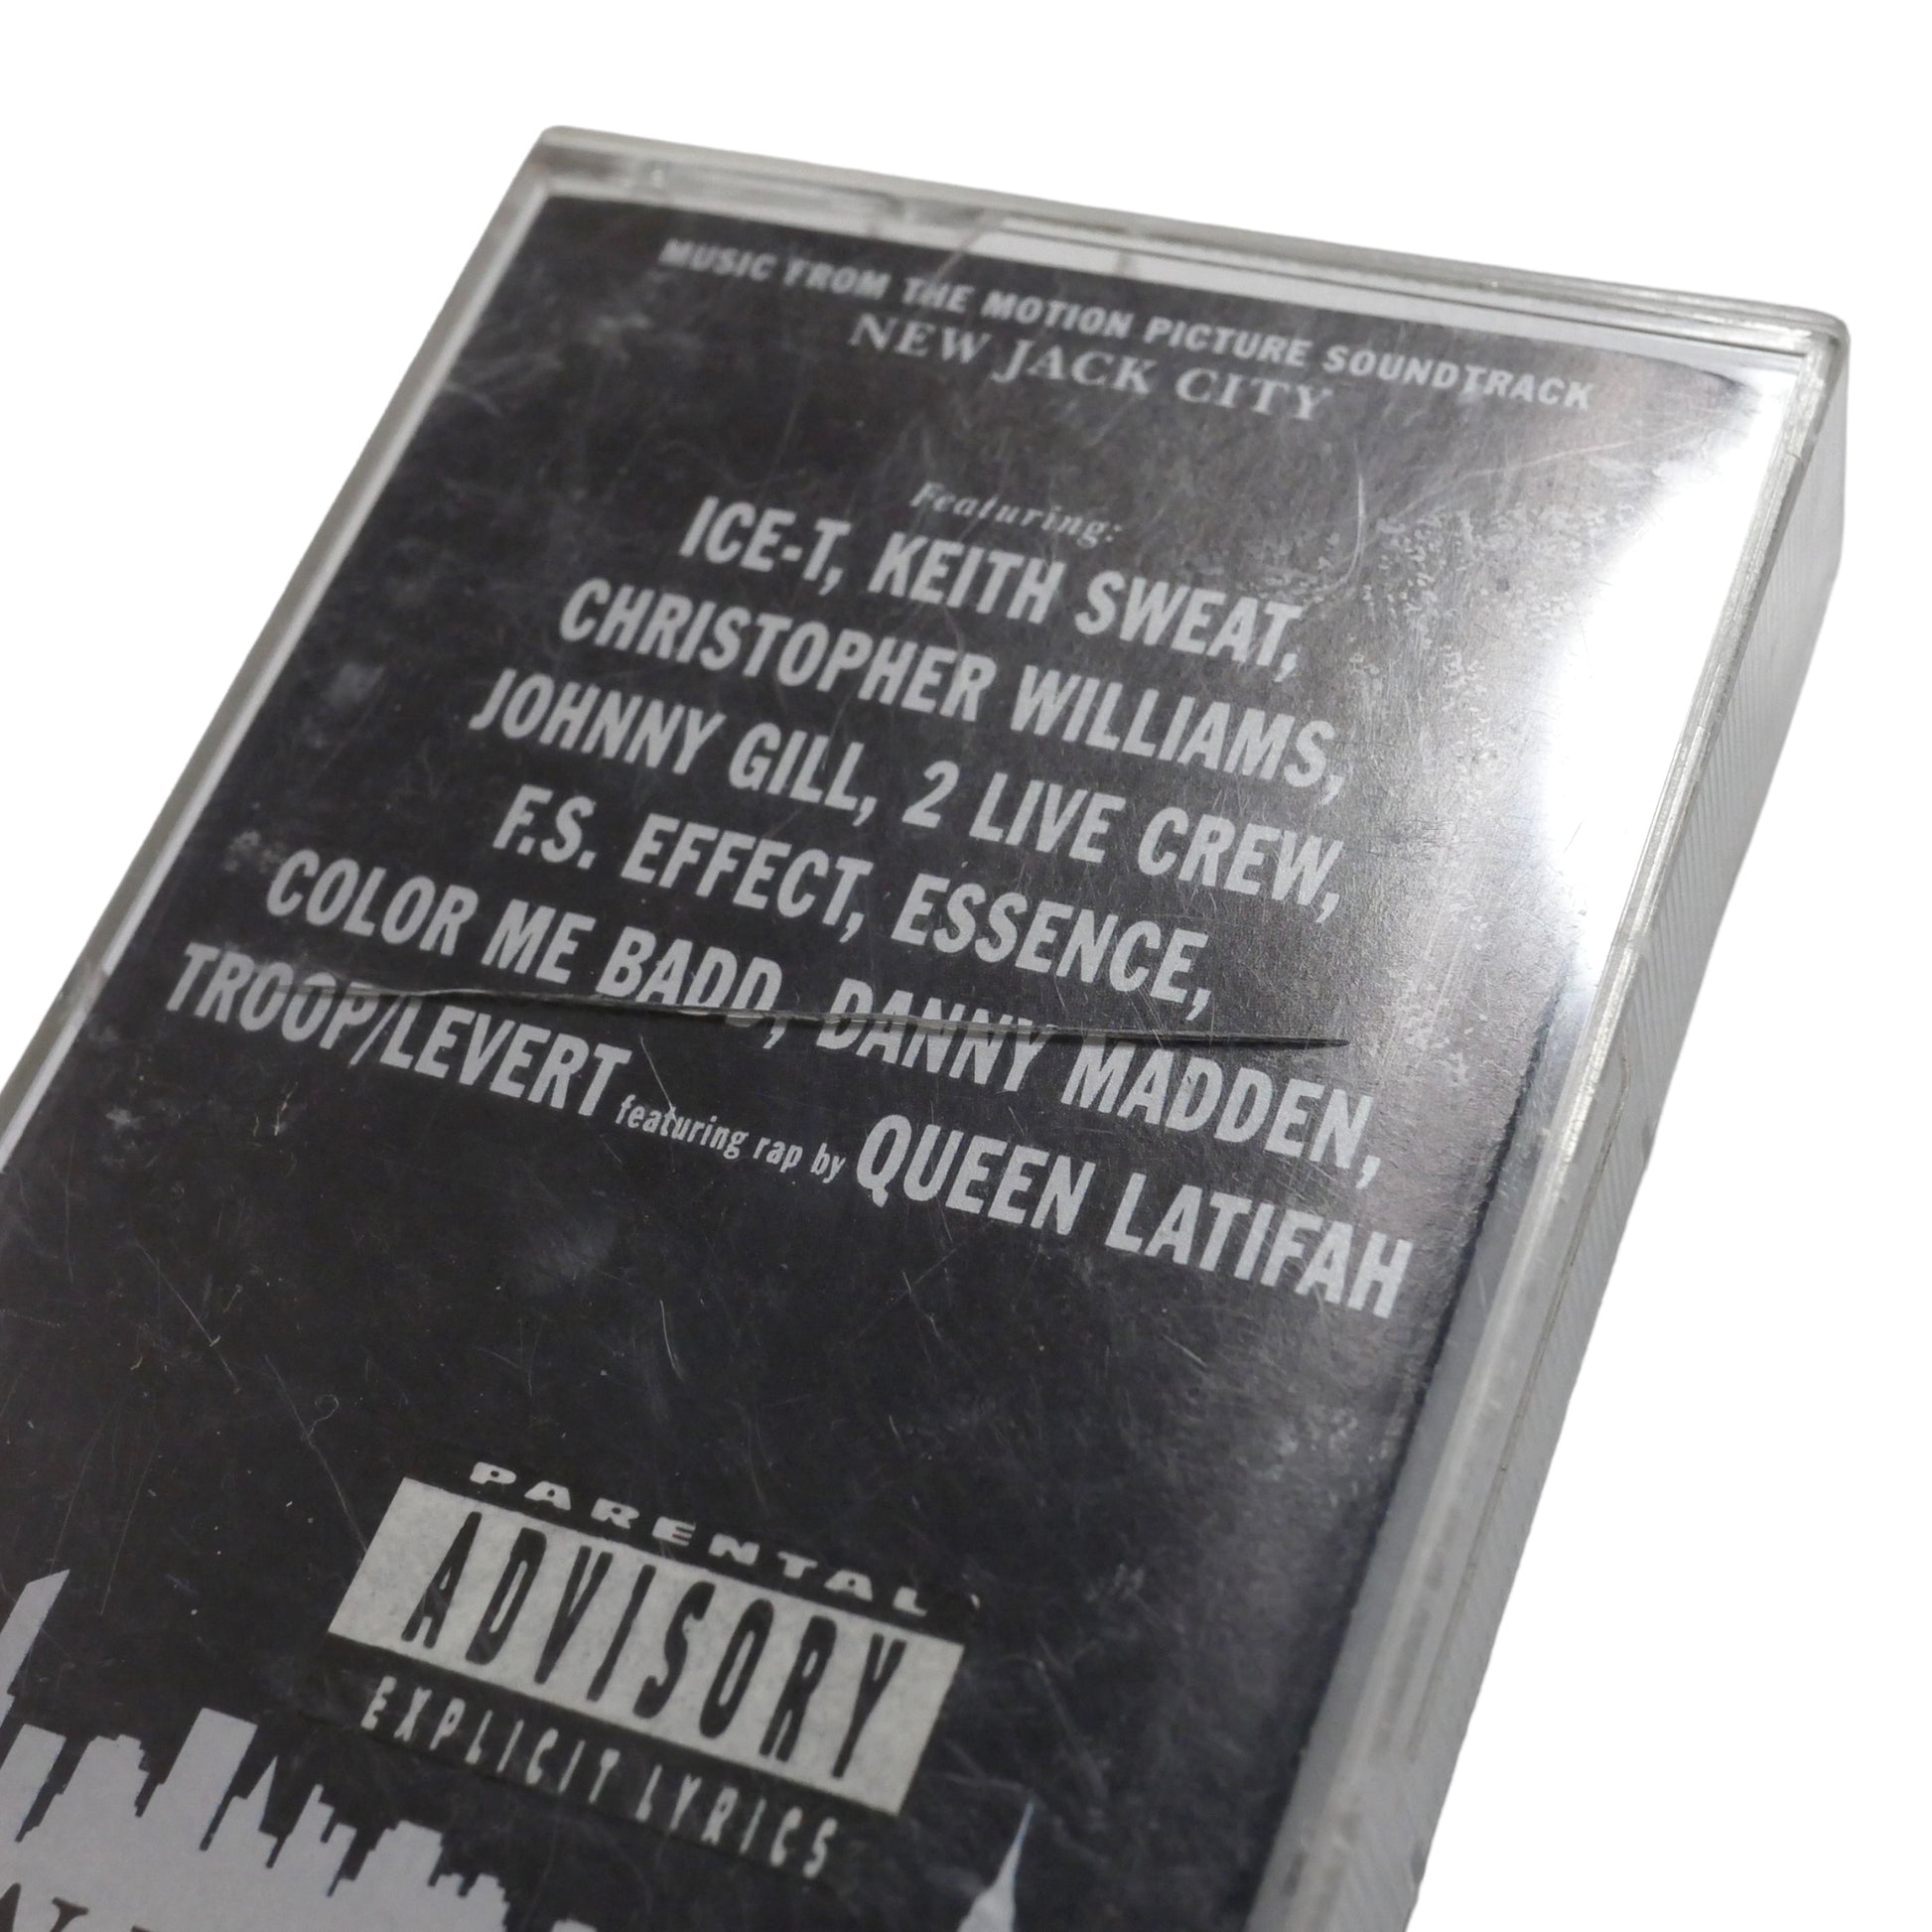 MUSIC FROM THE MOTION PICTURE SOUNDTRACK
NEW JACK CITY
Featuring:
ICE-T, KEITH SWEAT,
CHRISTOPHER WILLIAMS,
JOHNNY GILL, 2 LIVE CREW,
F.S. EFFECT, ESSENCE,
COLOR ME BADD, DANNY MADDEN,
TROOP/LEVERT featuring rap by QUEEN LATIFAH
PARENTAL
ADVISORY
EXPLICIT LYRICS